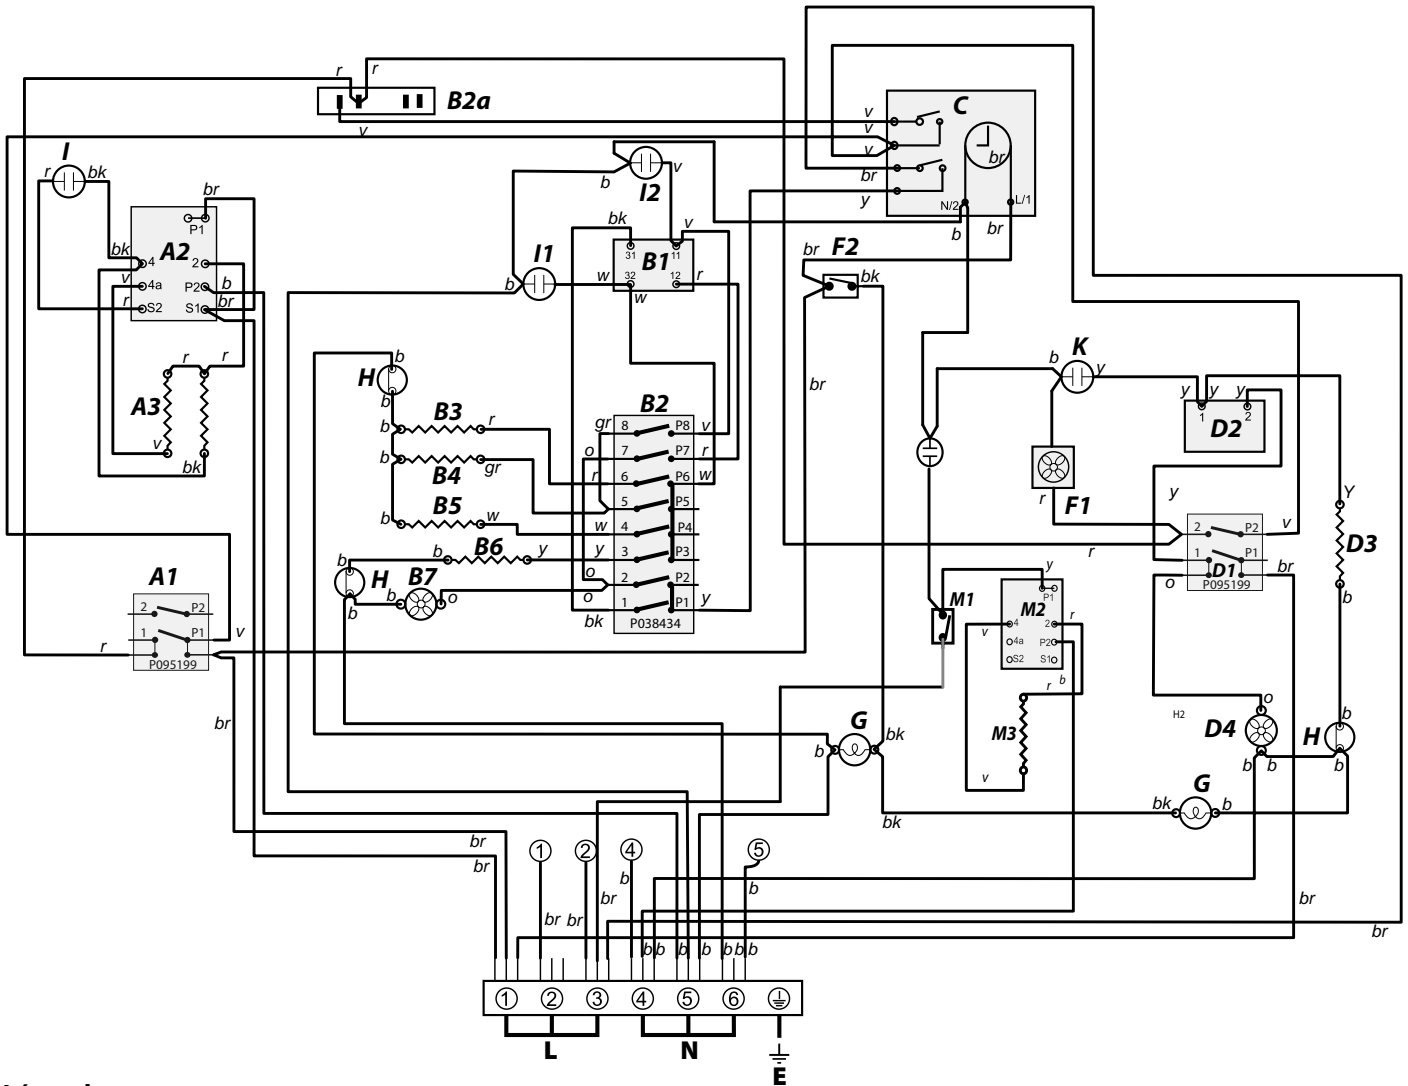 r
r
B2a
v
C
v
v
v
br
br
y
N/2
L/1
b
br
I
r
bk
br
P1
A2
bk
4
2
v
4a
P2
b
r
S2
S1
br
I2
b
v
bk
v
31
11
B1
32
12
w
r
w
I1
b
br
F2
bk
r
r
A3
v
bk
b
H
b
b
B3
r
b
B4
gr
b
B5
w
b
B6
y
b
H
B7
b
b
o
B2
gr
8
P8
v
o
7
P7
r
r
6
P6
w
5
P5
w
4
P4
y
3
P3
o
2
P2
o
1
P1
y
bk
P038434
br
K
b
y
y
y
y
1
2
D2
F1
r
r
y
2
P2
v
1
P1
D1
br
o
P095199
Y
D3
b
A1
2
P2
1
P1
v
r
P095199
br
M1
y
P1
M2
4
2
r
v
4a
P2
S2
S1
b
r
M3
v
H2
o
D4
b
b
b
H
b
G
b
bk
G
bk
b
bk
br
br
1
2
4
5
b
b
br
br
br
br
br
b
b
b
b
b
b
b
1
2
3
4
5
6
L
N
E